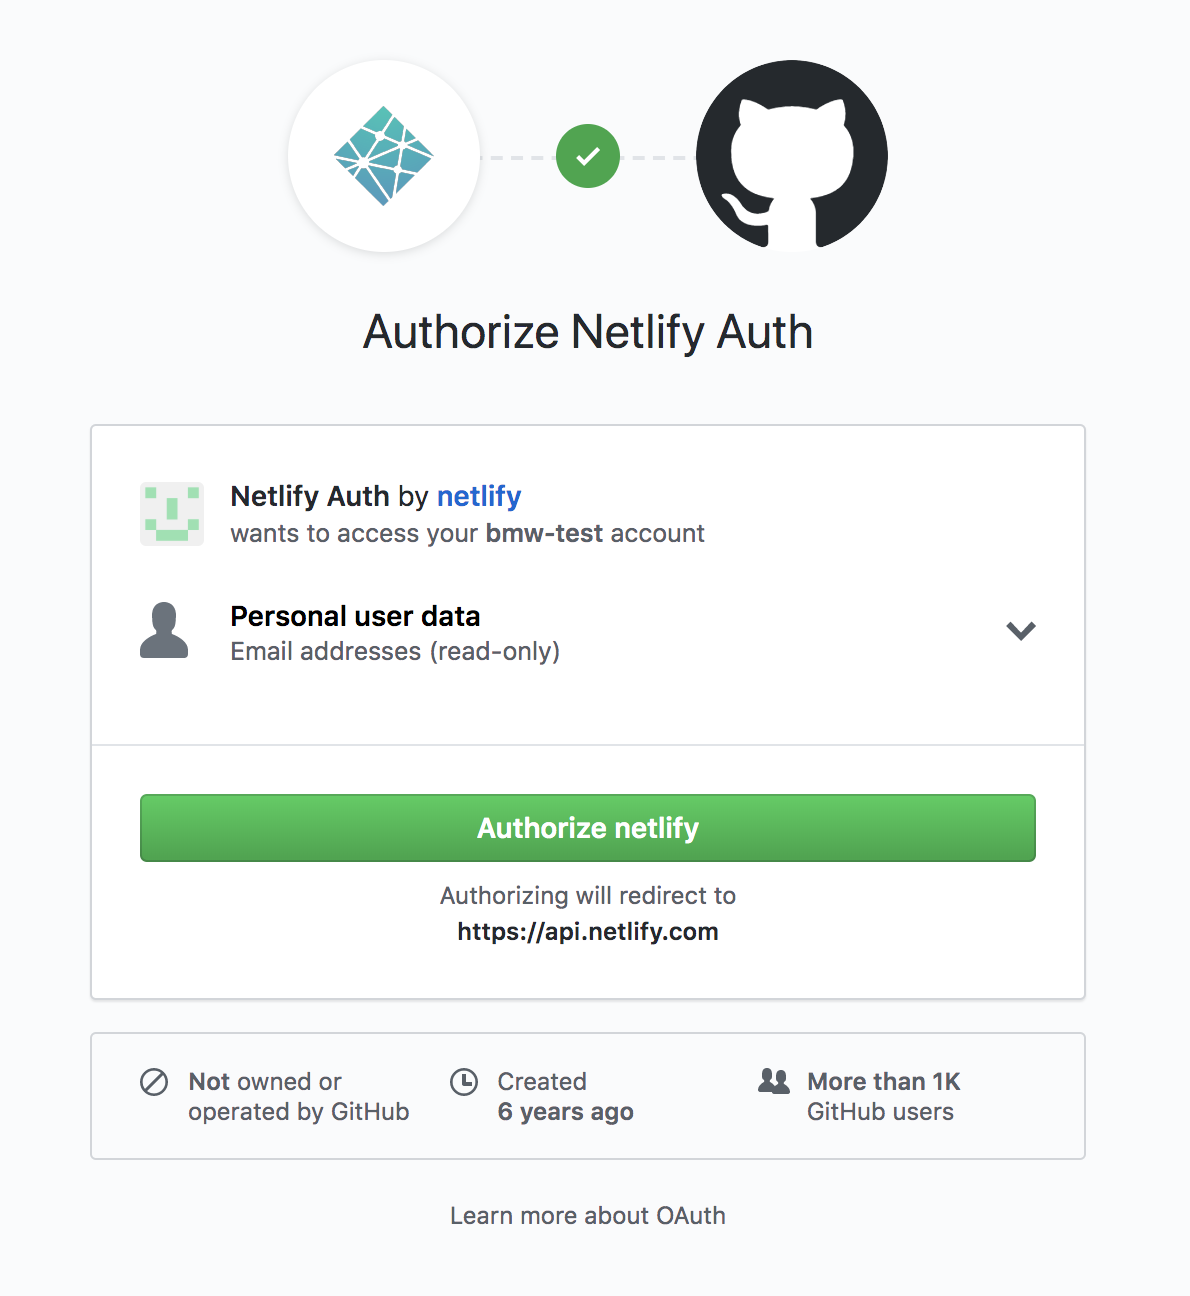 Authorize Netlify Auth
Netlify Auth by netlify
wants to access your bmw-test account
Personal user data
Email addresses (read-only)
Authorize netlify
Authorizing will redirect to
https://api.netlify.com
Not owned or
operated by GitHub
Created
6 years ago
More than 1K
GitHub users
Learn more about OAuth